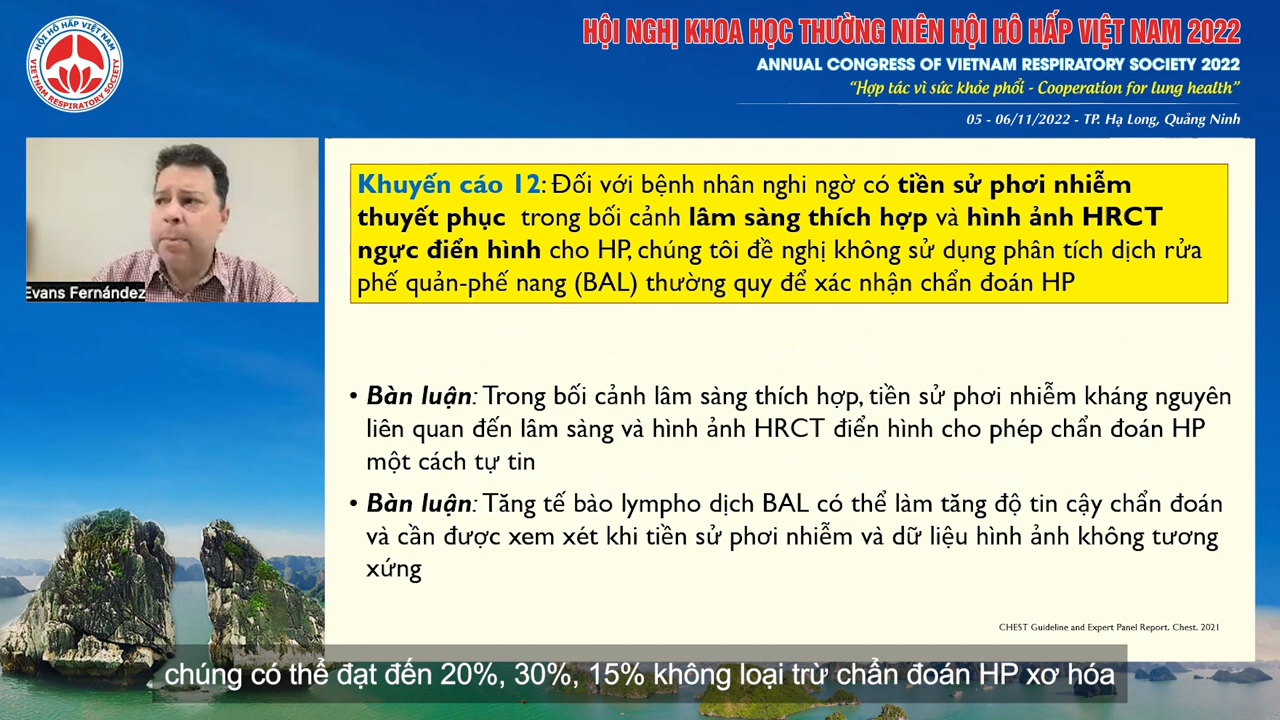 HỘI HÔ HẤP VIỆT NAM
VIETNAM RESPIRATORY SOCIETY
HỘI NGHỊ KHOA HỌC THƯỜNG NIÊN HỘI HÔ HẤP VIỆT NAM 2022
ANNUAL CONGRESS OF VIETNAM RESPIRATORY SOCIETY 2022
“Hợp tác vì sức khỏe phổi - Cooperation for lung health”
05 - 06/11/2022 - TP. Hạ Long, Quảng Ninh
Evans Fernández
Khuyến cáo 12: Đối với bệnh nhân nghi ngờ có tiền sử phơi nhiễm
thuyết phục trong bối cảnh lâm sàng thích hợp và hình ảnh HRCT
ngực điển hình cho HP, chúng tôi đề nghị không sử dụng phân tích dịch rửa
phế quản-phế nang (BAL) thường quy để xác nhận chẩn đoán HP
• Bàn luận: Trong bối cảnh lâm sàng thích hợp, tiền sử phơi nhiễm kháng nguyên
liên quan đến lâm sàng và hình ảnh HRCT điển hình cho phép chẩn đoán HP
một cách tự tin
• Bàn luận: Tăng tế bào lympho dịch BAL có thể làm tăng độ tin cậy chẩn đoán
và cần được xem xét khi tiền sử phơi nhiễm và dữ liệu hình ảnh không tương
xứng
CHEST Guideline and Expert Panel Report. Chest. 2021
chúng có thể đạt đến 20%, 30%, 15% không loại trừ chẩn đoán HP xơ hóa